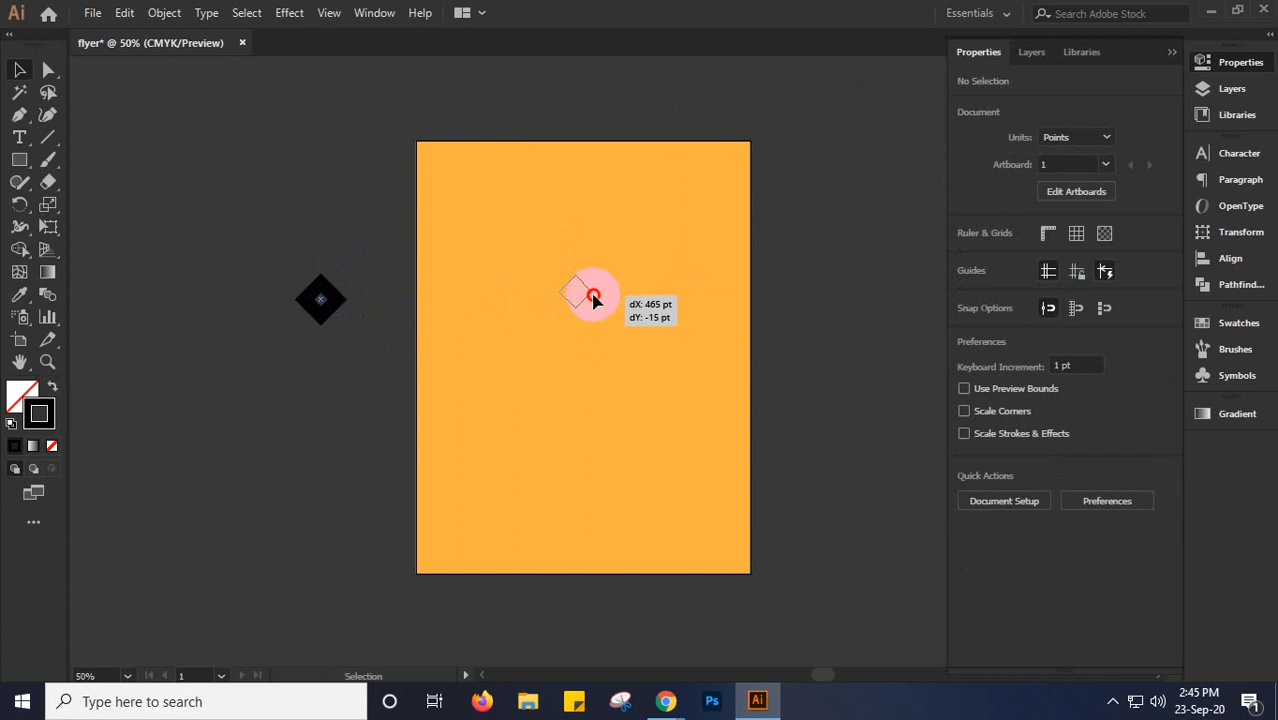 Ai File Edit Object Type Select Effect View Window Help Essentials Search Adobe Stock
flyer* @ 50% (CMYK/Preview)
Properties Layers Libraries
No Selection
Document
Units: Points
Artboard: 1
Edit Artboards
Ruler & Grids
Guides
Snap Options
Preferences
Keyboard Increment: 1 pt
Use Preview Bounds
Scale Corners
Scale Strokes & Effects
Quick Actions
Document Setup Preferences
Properties
Layers
Libraries
Character
Paragraph
OpenType
Transform
Align
Pathfind...
Swatches
Brushes
Symbols
Gradient
dX: 465 pt
dY: -15 pt
50% 1 Selection
Type here to search
Ps Ai
2:45 PM
23-Sep-20
1